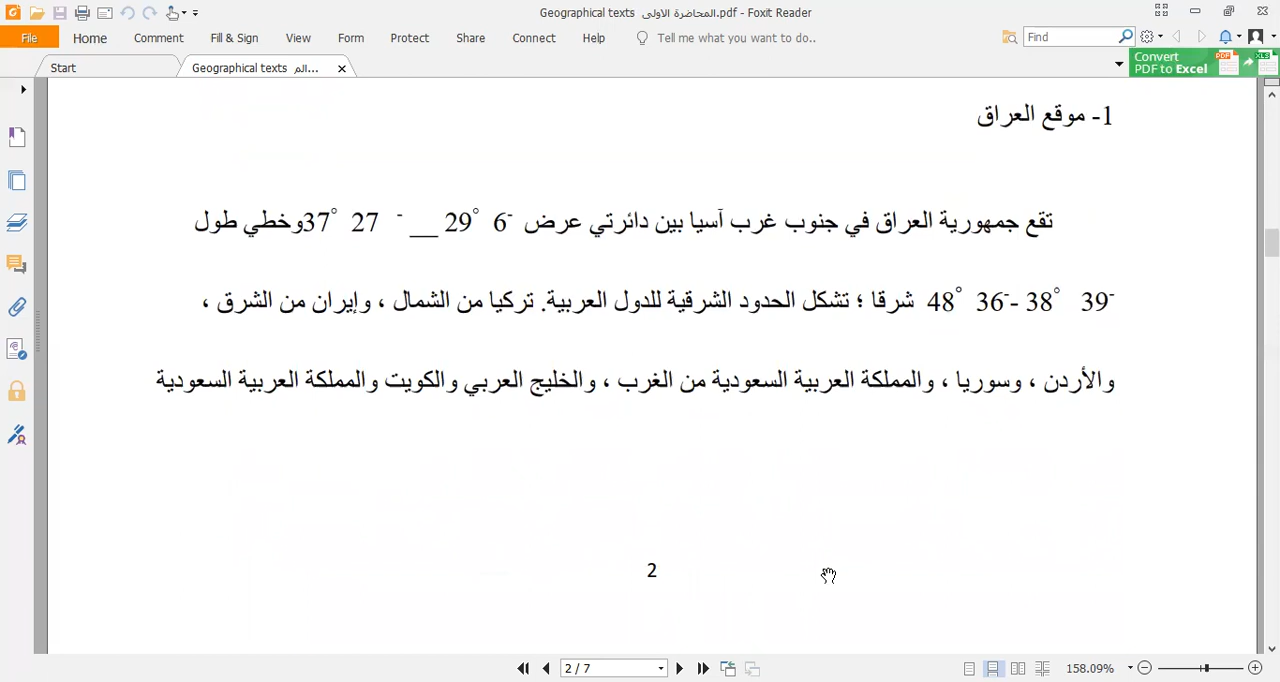 Geographical texts المحاضرة الاولى.pdf - Foxit Reader
File Home Comment Fill & Sign View Form Protect Share Connect Help Tell me what you want to do.. Find
Start Geographical texts الم...
Convert
PDF to Excel
1- موقع العراق
تقع جمهورية العراق في جنوب غرب آسيا بين دائرتي عرض 6⁻ 29° __ ⁻ 27 37°وخطي طول
39⁻ 38° - 36⁻ 48° شرقا ؛ تشكل الحدود الشرقية للدول العربية. تركيا من الشمال ، وإيران من الشرق ،
والأردن ، وسوريا ، والمملكة العربية السعودية من الغرب ، والخليج العربي والكويت والمملكة العربية السعودية
2
2 / 7 158.09%